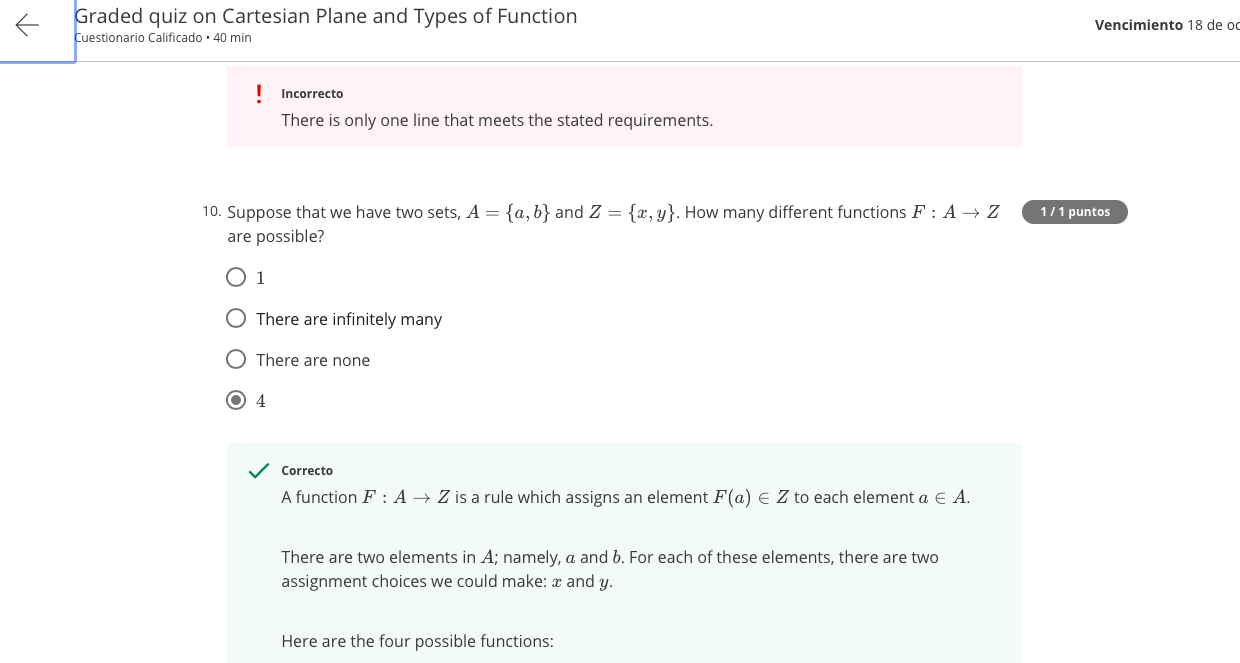 Graded quiz on Cartesian Plane and Types of Function
Cuestionario Calificado • 40 min
Vencimiento 18 de oc
Incorrecto
There is only one line that meets the stated requirements.
10. Suppose that we have two sets, A = {a, b} and Z = {x, y}. How many different functions F : A → Z
are possible?
1 / 1 puntos
1
There are infinitely many
There are none
4
Correcto
A function F : A → Z is a rule which assigns an element F(a) ∈ Z to each element a ∈ A.
There are two elements in A; namely, a and b. For each of these elements, there are two
assignment choices we could make: x and y.
Here are the four possible functions: